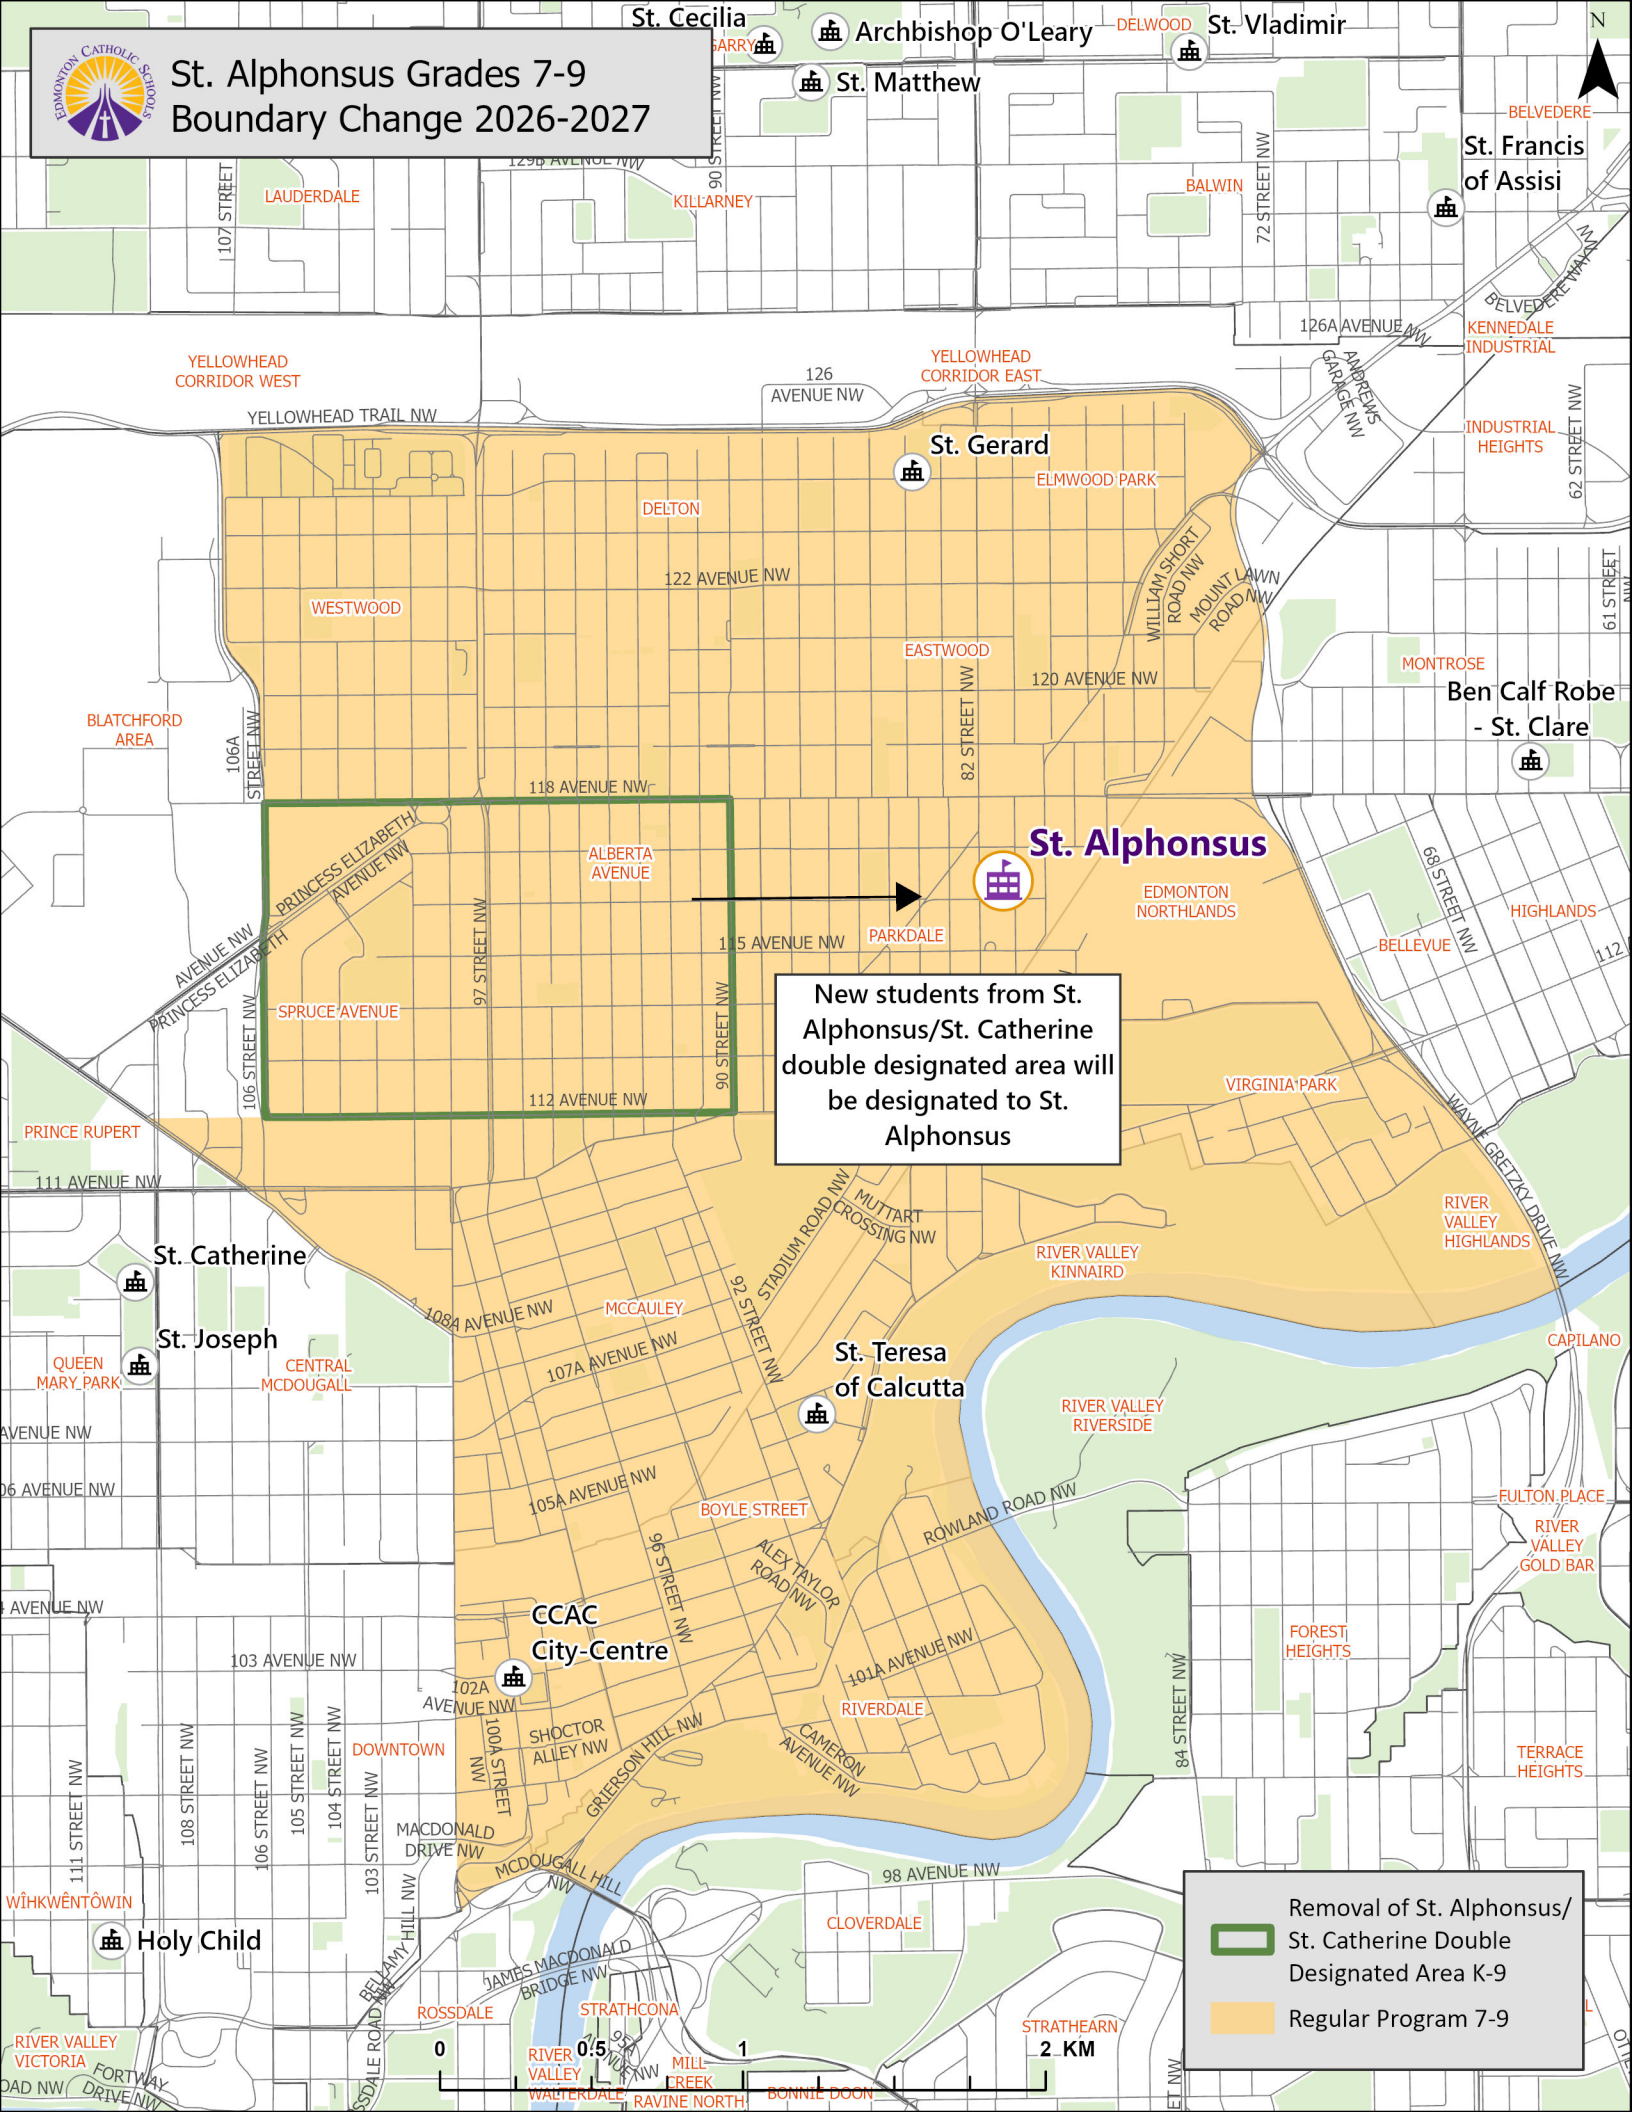 St. Alphonsus Grades 7-9
Boundary Change 2026-2027
EDMONTON CATHOLIC SCHOOLS
St. Cecilia
Archbishop O'Leary
DELWOOD
St. Vladimir
N
St. Matthew
BELVEDERE
St. Francis
of Assisi
129B AVENUE NW
90 STREET NW
107 STREET
LAUDERDALE
KILLARNEY
BALWIN
72 STREET NW
BELVEDERE WAY NW
126A AVENUE NW
KENNEDALE
INDUSTRIAL
YELLOWHEAD
CORRIDOR WEST
YELLOWHEAD
CORRIDOR EAST
126
AVENUE NW
ANDREWS
GARAGE NW
YELLOWHEAD TRAIL NW
62 STREET NW
INDUSTRIAL
HEIGHTS
St. Gerard
ELMWOOD PARK
DELTON
WILLIAM SHORT
ROAD NW
MOUNT LAWN
ROAD NW
122 AVENUE NW
61 STREET
NW
WESTWOOD
EASTWOOD
120 AVENUE NW
MONTROSE
Ben Calf Robe
- St. Clare
BLATCHFORD
AREA
106A
STREET NW
82 STREET NW
118 AVENUE NW
PRINCESS ELIZABETH
AVENUE NW
ALBERTA
AVENUE
St. Alphonsus
EDMONTON
NORTHLANDS
68 STREET NW
HIGHLANDS
BELLEVUE
112
PARKDALE
115 AVENUE NW
97 STREET NW
AVENUE NW
PRINCESS ELIZABETH
SPRUCE AVENUE
106 STREET NW
90 STREET NW
New students from St.
Alphonsus/St. Catherine
double designated area will
be designated to St.
Alphonsus
VIRGINIA PARK
112 AVENUE NW
PRINCE RUPERT
WAYNE GRETZKY DRIVE NW
111 AVENUE NW
STADIUM ROAD NW
MUTTART
CROSSING NW
RIVER
VALLEY
HIGHLANDS
RIVER VALLEY
KINNAIRD
St. Catherine
108A AVENUE NW
MCCAULEY
92 STREET NW
St. Joseph
QUEEN
MARY PARK
CENTRAL
MCDOUGALL
107A AVENUE NW
St. Teresa
of Calcutta
CAPILANO
RIVER VALLEY
RIVERSIDE
AVENUE NW
06 AVENUE NW
105A AVENUE NW
BOYLE STREET
ROWLAND ROAD NW
FULTON PLACE
RIVER
VALLEY
GOLD BAR
96 STREET NW
ALEX TAYLOR
ROAD NW
AVENUE NW
CCAC
City-Centre
101A AVENUE NW
FOREST
HEIGHTS
103 AVENUE NW
102A
AVENUE NW
100A STREET
NW
SHOCTOR
ALLEY NW
GRIERSON HILL NW
RIVERDALE
CAMERON
AVENUE NW
84 STREET NW
DOWNTOWN
TERRACE
HEIGHTS
111 STREET NW
108 STREET NW
106 STREET NW
105 STREET NW
104 STREET NW
103 STREET NW
MACDONALD
DRIVE NW
MCDOUGALL HILL
NW
98 AVENUE NW
WÎHKWÊNTÔWIN
Holy Child
BELLAMY HILL NW
CLOVERDALE
JAMES MACDONALD
BRIDGE NW
Removal of St. Alphonsus/
St. Catherine Double
Designated Area K-9
Regular Program 7-9
ROSSDALE
STRATHCONA
STRATHEARN
RIVER VALLEY
VICTORIA
FORTWAY
DRIVE NW
OAD NW
95A
AVENUE NW
RIVER
VALLEY
WALTERDALE
MILL
CREEK
RAVINE NORTH
BONNIE DOON
0 0.5 1 2 KM